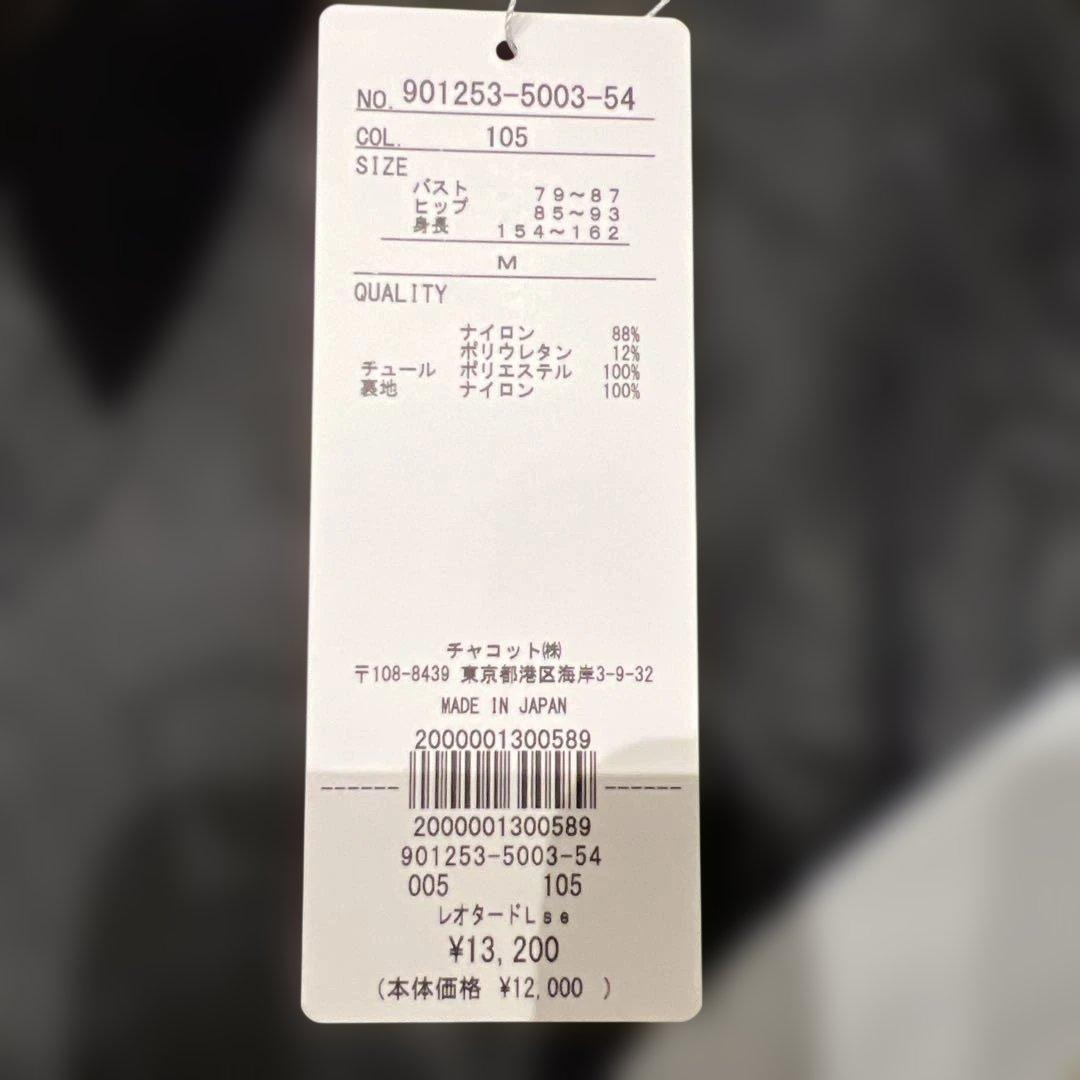 NO. 901253-5003-54
COL. 105
SIZE
バスト 79~87
ヒップ 85~93
身長 154~162
M
QUALITY
ナイロン 88%
ポリウレタン 12%
チュール ポリエステル 100%
裏地 ナイロン 100%
チャコット㈱
〒108-8439 東京都港区海岸3-9-32
MADE IN JAPAN
2000001300589
2000001300589
901253-5003-54
005 105
レオタードLse
¥13,200
(本体価格 ¥12,000 )